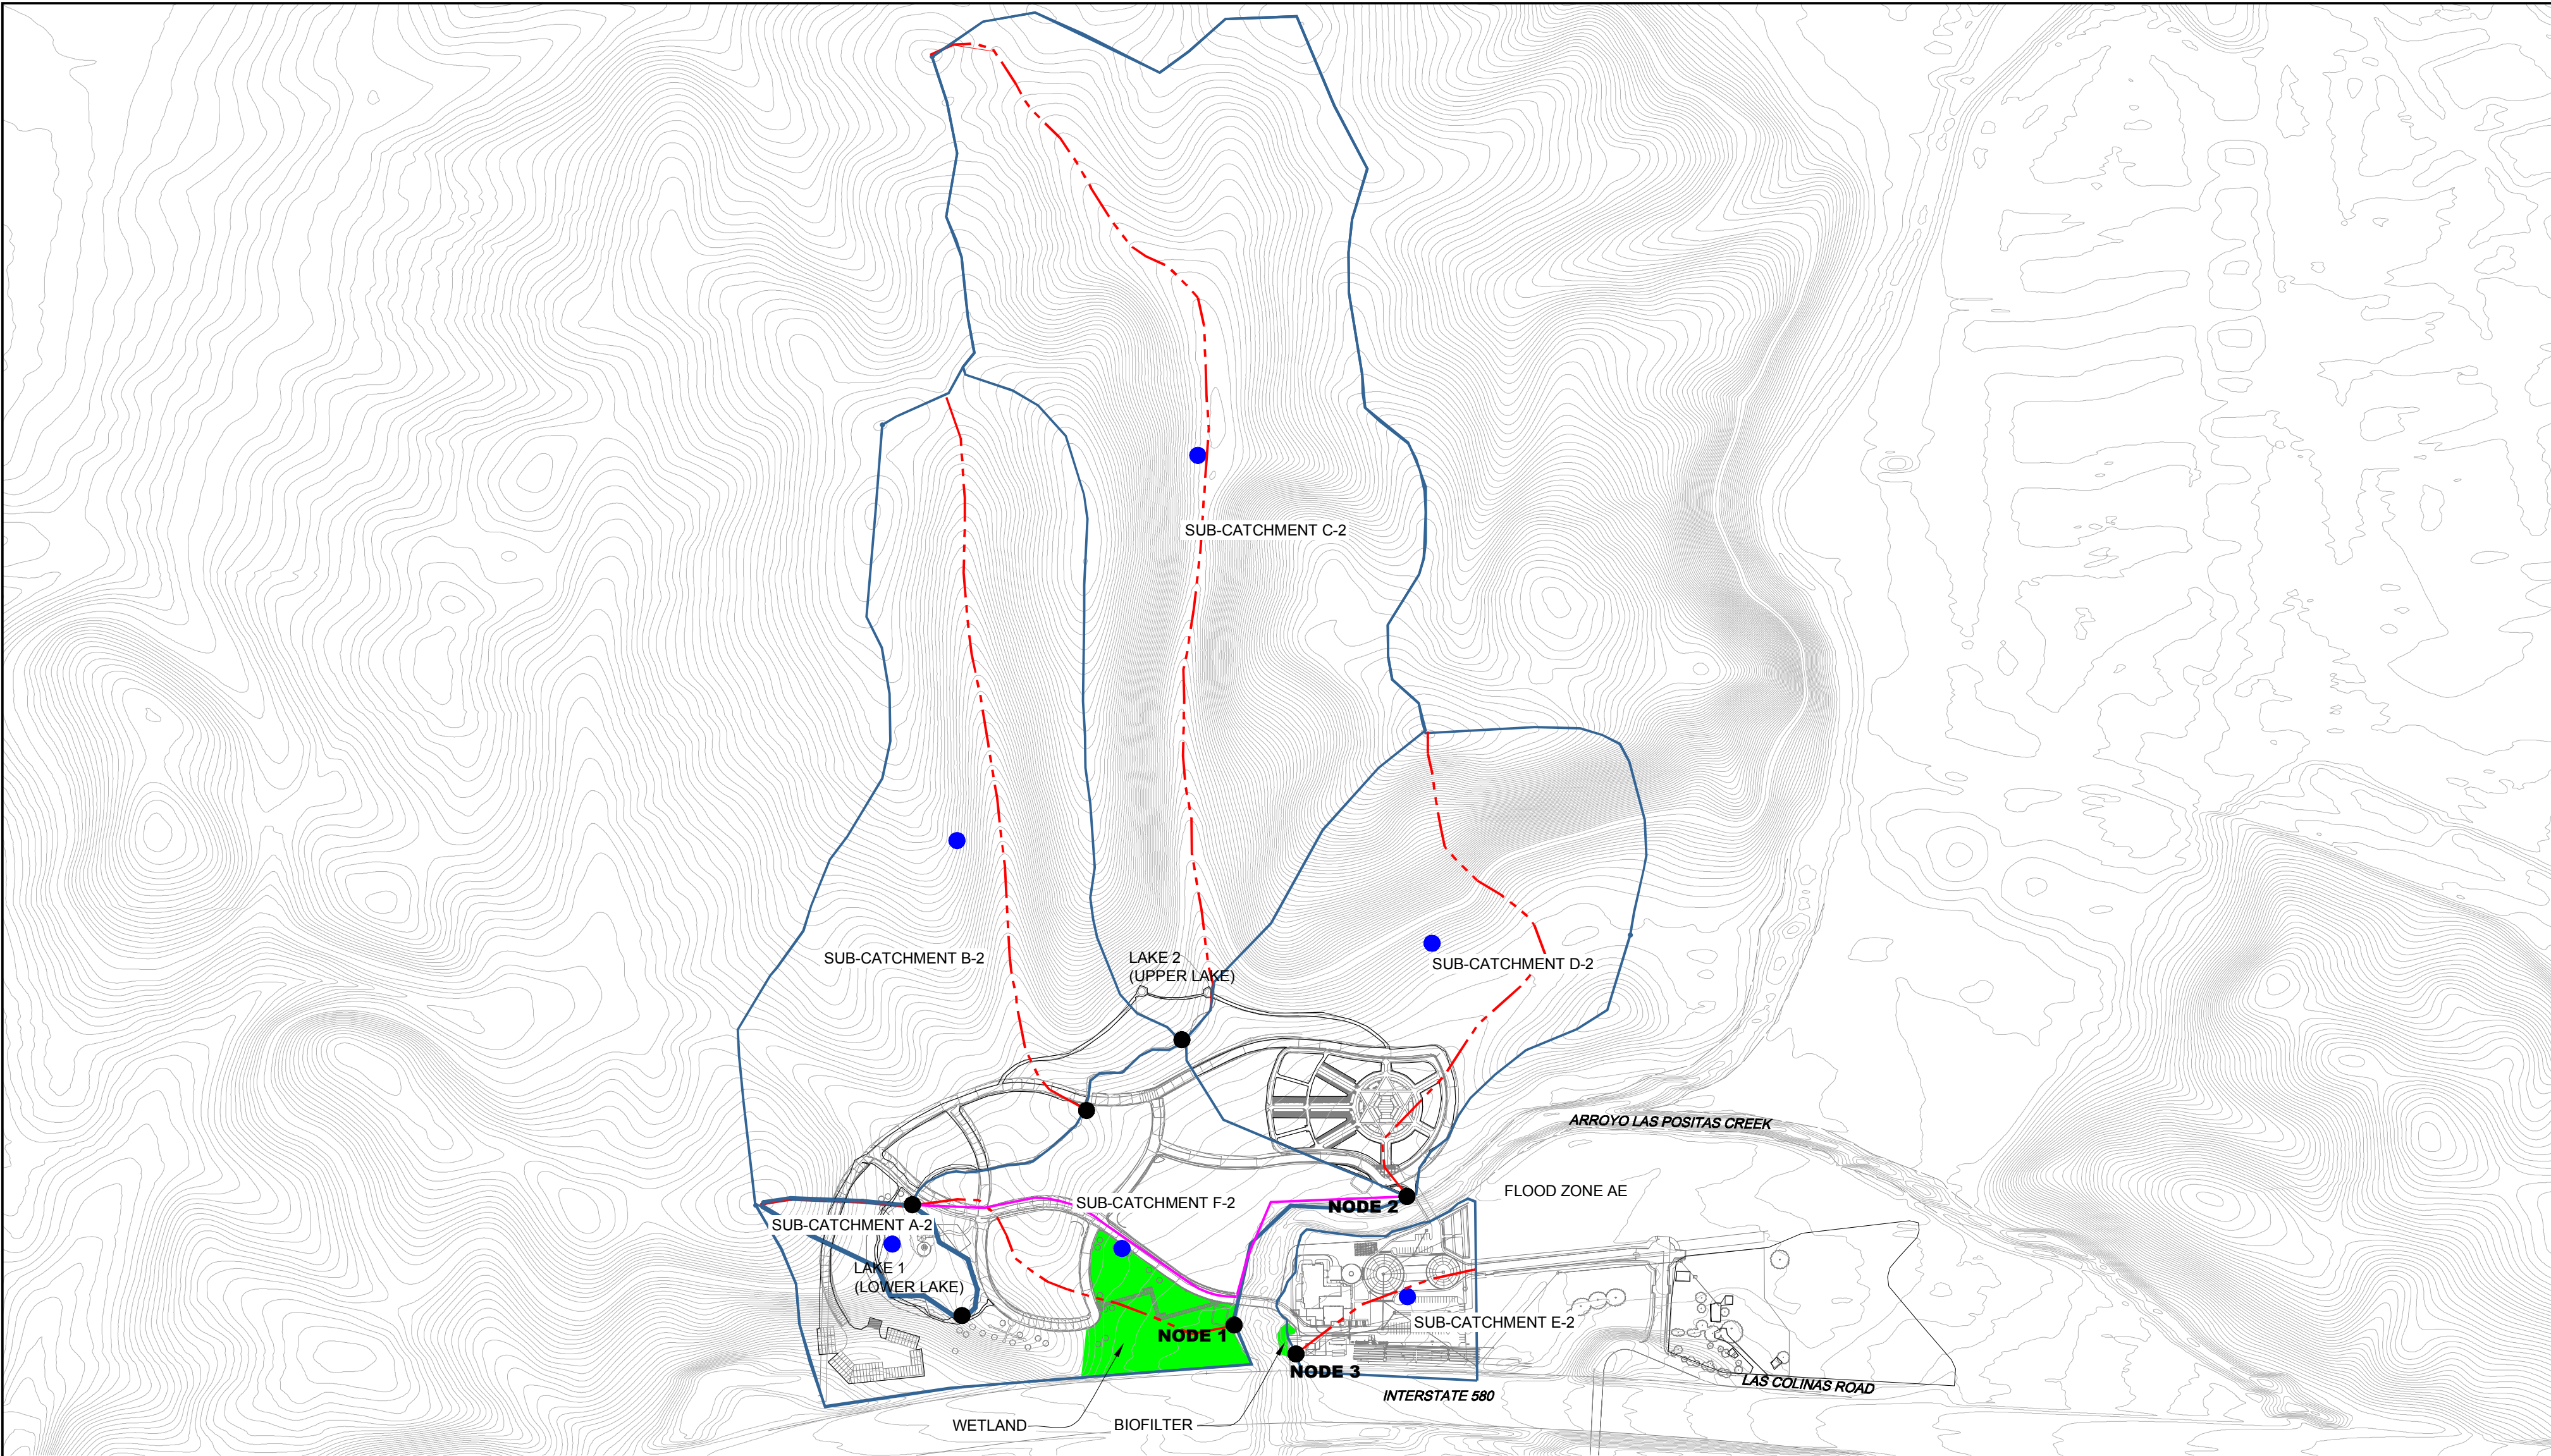 SUB-CATCHMENT C-2
SUB-CATCHMENT B-2
LAKE 2
(UPPER LAKE)
SUB-CATCHMENT D-2
ARROYO LAS POSITAS CREEK
FLOOD ZONE AE
SUB-CATCHMENT F-2
NODE 2
SUB-CATCHMENT A-2
LAKE 1
(LOWER LAKE)
NODE 1
SUB-CATCHMENT E-2
NODE 3
LAS COLINAS ROAD
INTERSTATE 580
WETLAND
BIOFILTER